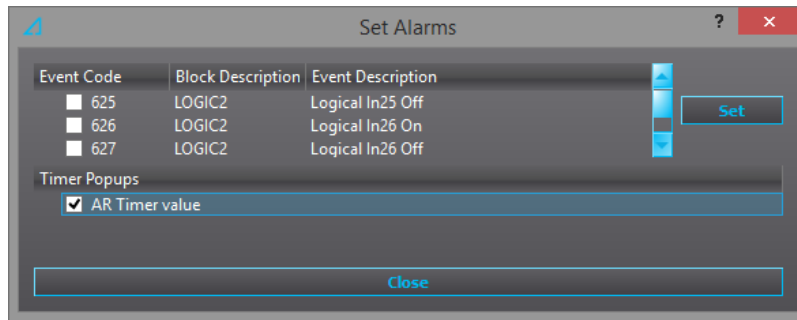 Set Alarms ? ×
Event Code Block Description Event Description
625 LOGIC2 Logical In25 Off
626 LOGIC2 Logical In26 On
627 LOGIC2 Logical In26 Off
Set
Timer Popups
AR Timer value
Close